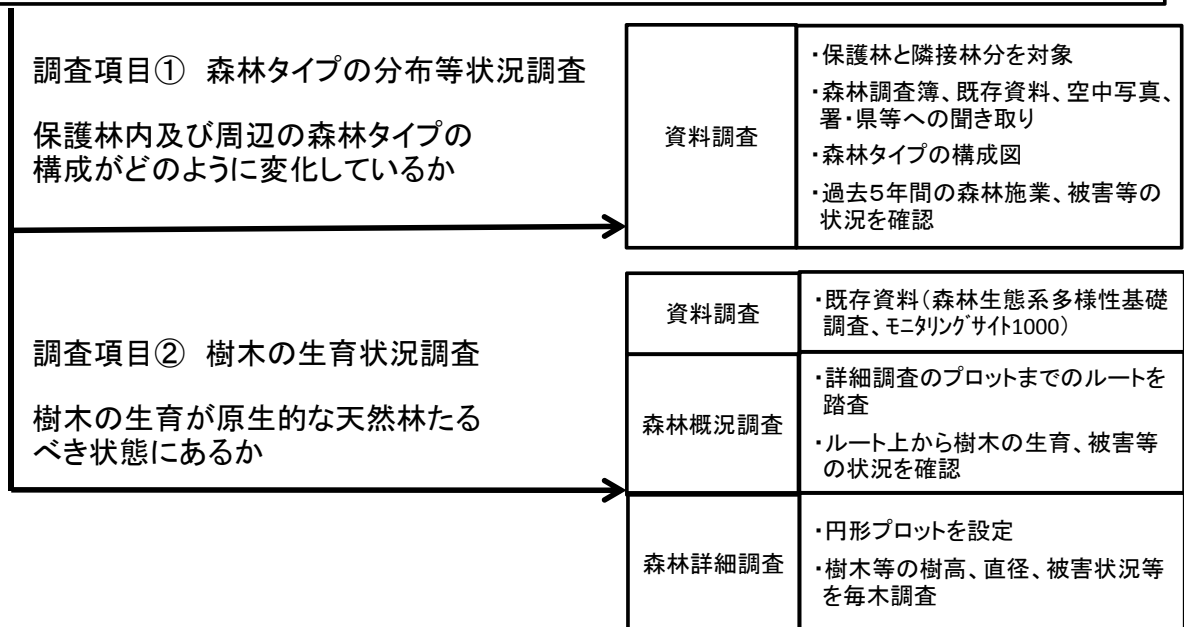 調査項目① 森林タイプの分布等状況調査
保護林内及び周辺の森林タイプの
構成がどのように変化しているか
資料調査
・保護林と隣接林分を対象
・森林調査簿、既存資料、空中写真、
署・県等への聞き取り
・森林タイプの構成図
・過去5年間の森林施業、被害等の
状況を確認
調査項目② 樹木の生育状況調査
樹木の生育が原生的な天然林たる
べき状態にあるか
資料調査
・既存資料(森林生態系多様性基礎
調査、モニタリングサイト1000)
森林概況調査
・詳細調査のプロットまでのルートを
踏査
・ルート上から樹木の生育、被害等
の状況を確認
森林詳細調査
・円形プロットを設定
・樹木等の樹高、直径、被害状況等
を毎木調査